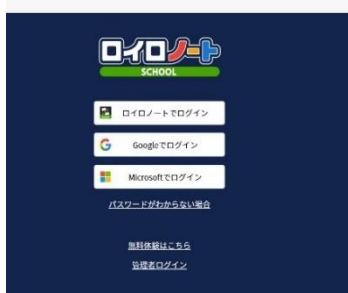 ロイロノート
SCHOOL
ロイロノートでログイン
Googleでログイン
Microsoftでログイン
パスワードがわからない場合
無料体験はこちら
管理者ログイン